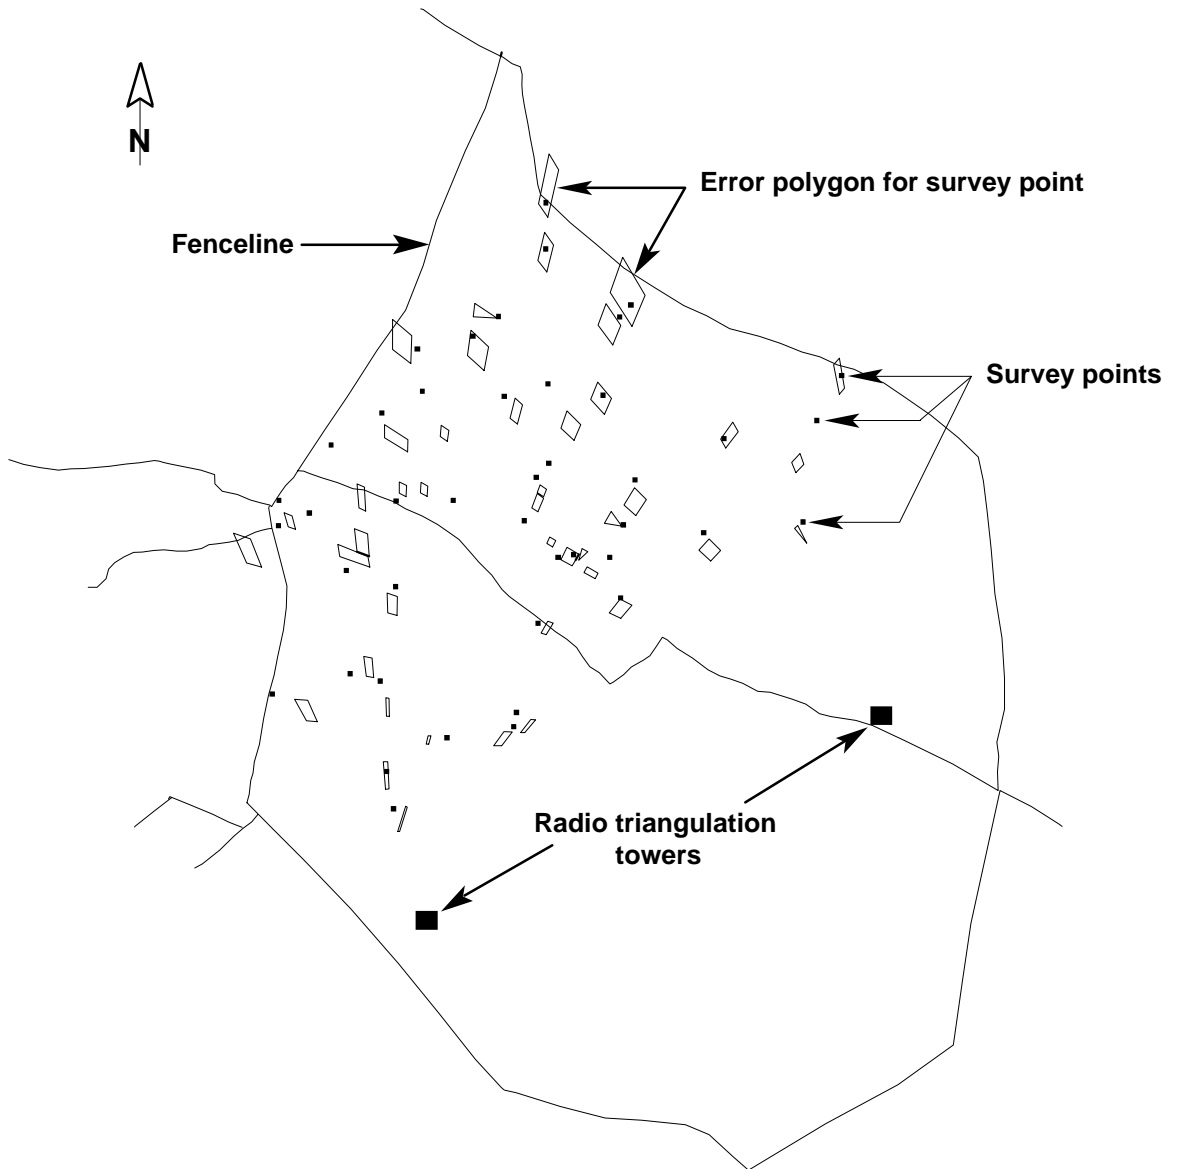 N
Error polygon for survey point
Fenceline
Survey points
Radio triangulation
towers